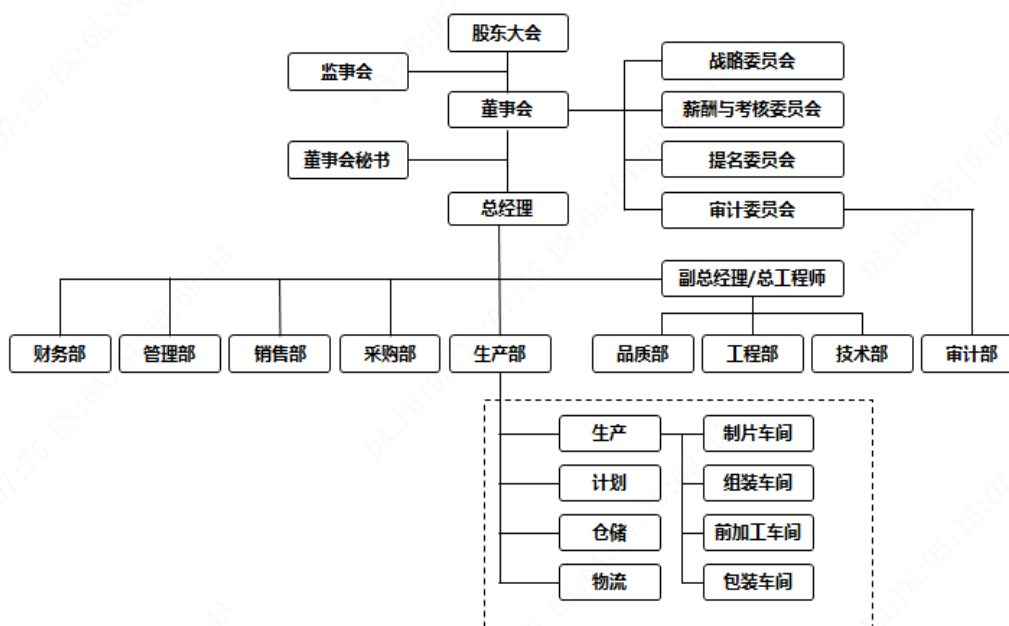 股东大会
监事会
战略委员会
董事会
薪酬与考核委员会
董事会秘书
提名委员会
总经理
审计委员会
副总经理/总工程师
财务部
管理部
销售部
采购部
生产部
品质部
工程部
技术部
审计部
生产
制片车间
计划
组装车间
仓储
前加工车间
物流
包装车间